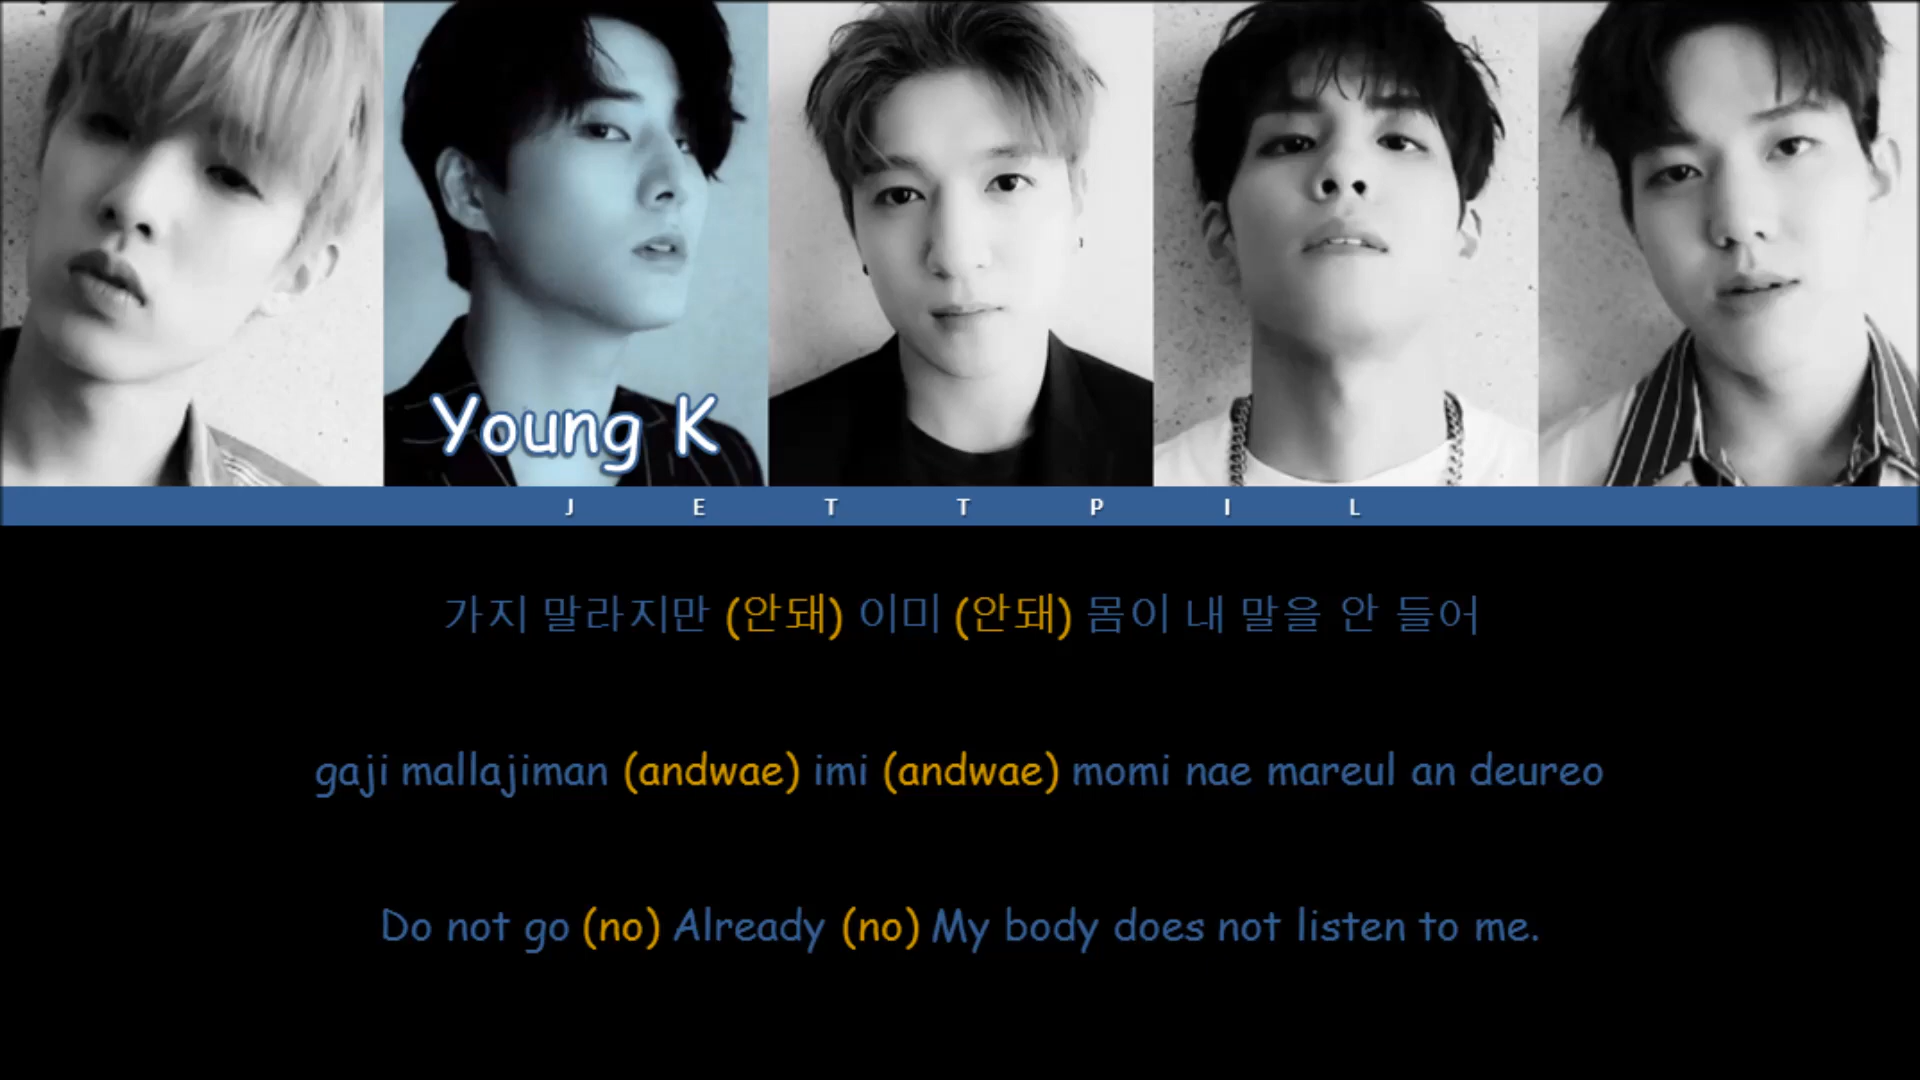 Young K
J E T T P I L
가지 말라지만 (안돼) 이미 (안돼) 몸이 내 말을 안 들어
gaji mallajiman (andwae) imi (andwae) momi nae mareul an deureo
Do not go (no) Already (no) My body does not listen to me.